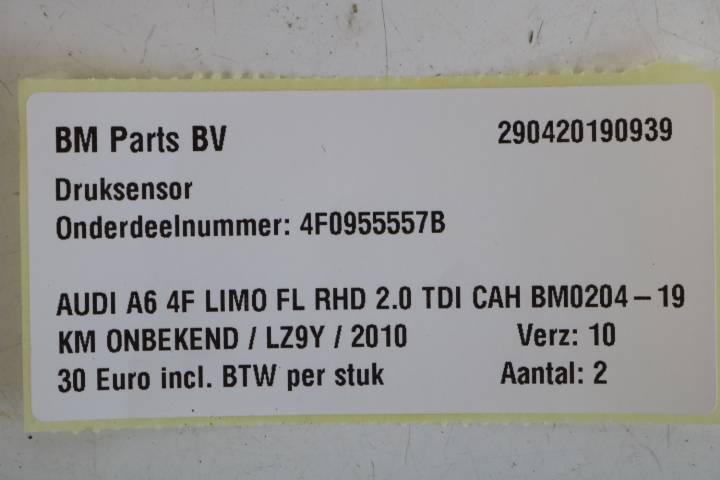 BM Parts BV 290420190939
Druksensor
Onderdeelnummer: 4F0955557B
AUDI A6 4F LIMO FL RHD 2.0 TDI CAH BM0204 – 19
KM ONBEKEND / LZ9Y / 2010 Verz: 10
30 Euro incl. BTW per stuk Aantal: 2